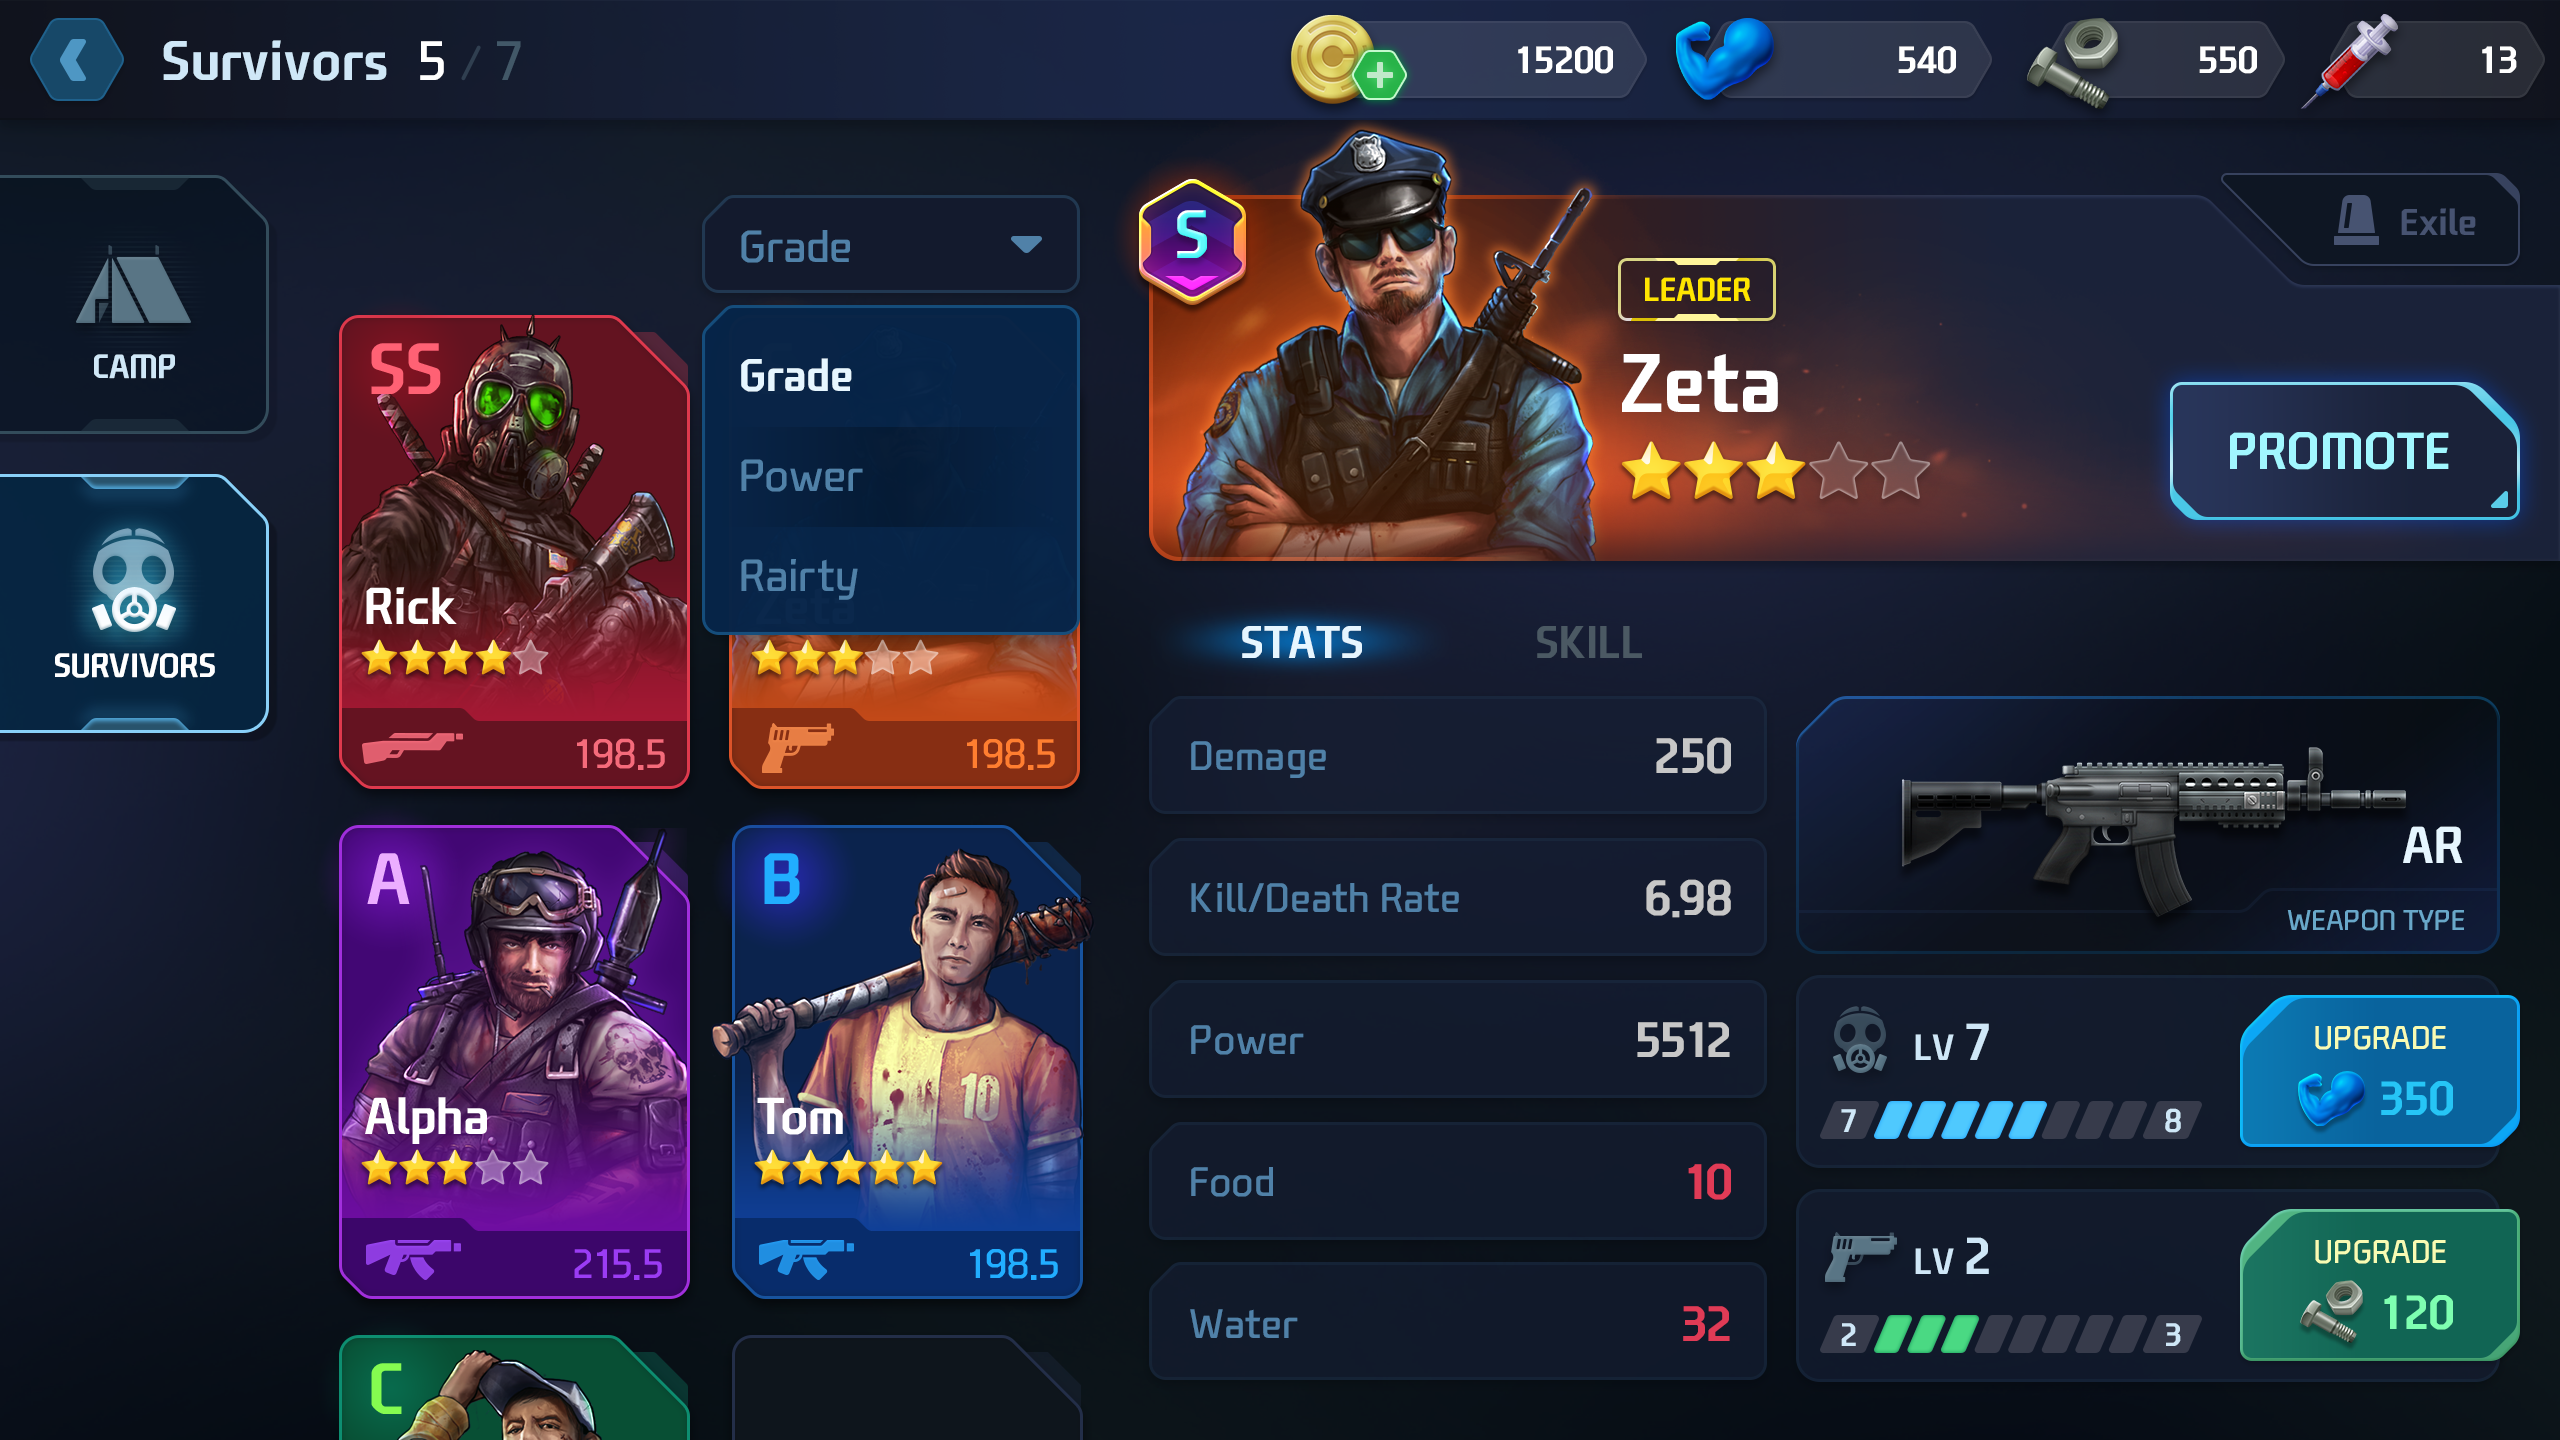 Survivors 5 / 7
15200
540
550
13
CAMP
SURVIVORS
Grade
Grade
Power
Rairty
SS
Rick
198.5
Zeta
198.5
A
Alpha
215.5
B
10
Tom
198.5
C
S
LEADER
Zeta
Exile
PROMOTE
STATS
SKILL
Demage 250
Kill/Death Rate 6.98
Power 5512
Food 10
Water 32
AR
WEAPON TYPE
LV 7
7 8
UPGRADE
350
LV 2
2 3
UPGRADE
120